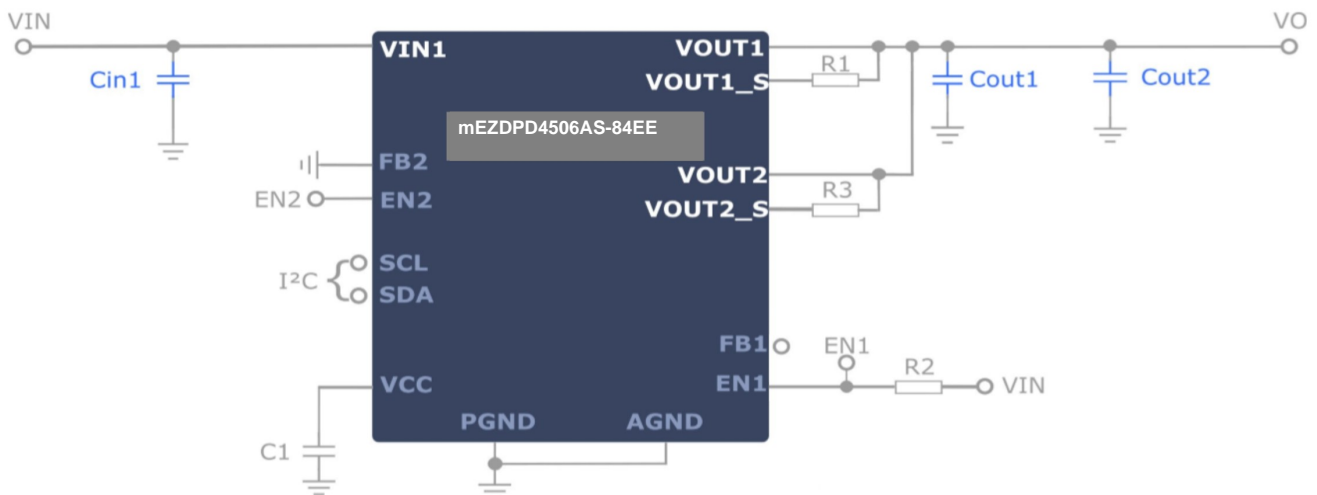 VIN
VO
VIN1
VOUT1
Cin1
R1
VOUT1_S
Cout1
Cout2
mEZDPD4506AS-84EE
FB2
VOUT2
EN2
EN2
R3
VOUT2_S
SCL
I²C
SDA
FB1
EN1
VCC
EN1
R2
VIN
PGND
AGND
C1